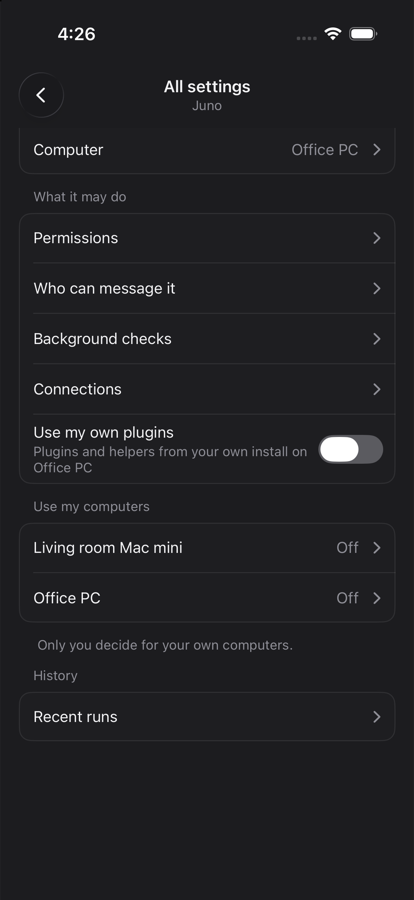 4:26
All settings
Juno
Computer
Office PC
What it may do
Permissions
Who can message it
Background checks
Connections
Use my own plugins
Plugins and helpers from your own install on
Office PC
Use my computers
Living room Mac mini
Off
Office PC
Off
Only you decide for your own computers.
History
Recent runs